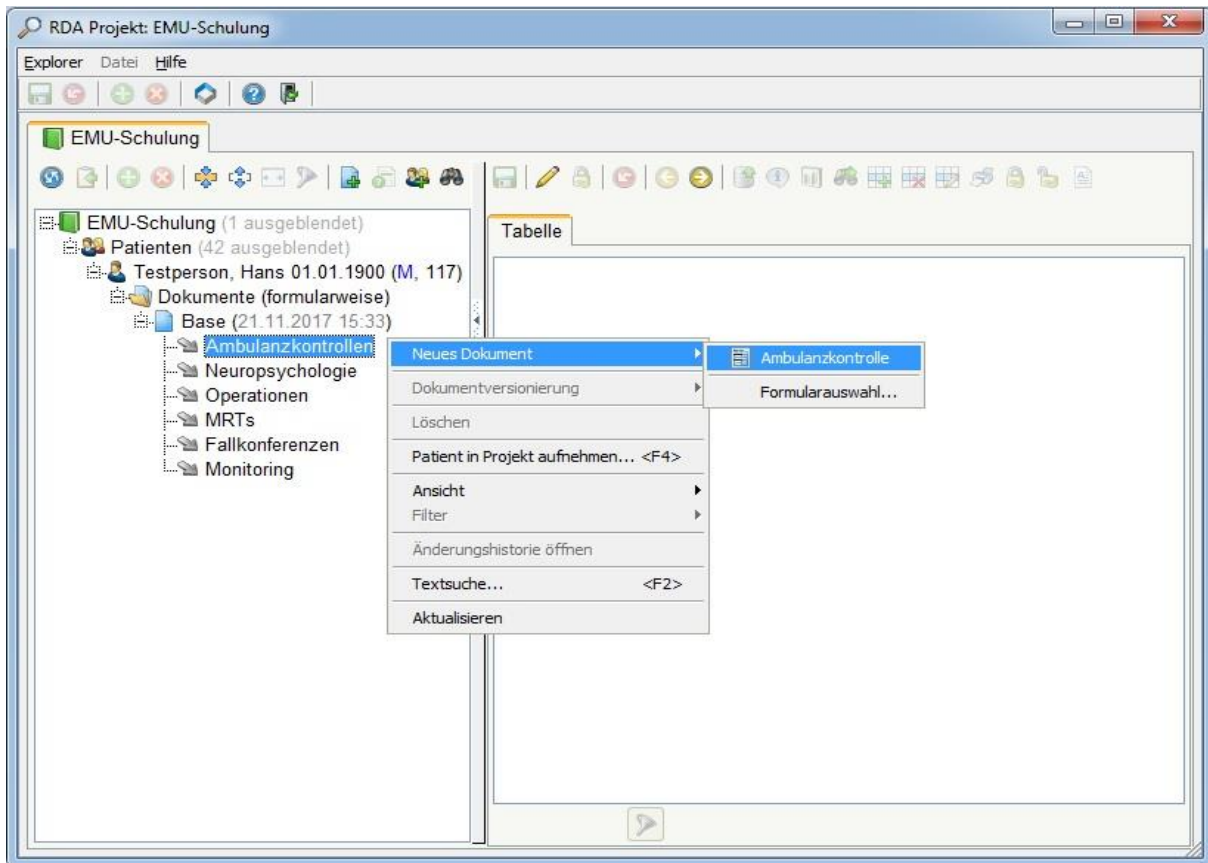 RDA Projekt: EMU-Schulung
Explorer Datei Hilfe
EMU-Schulung
EMU-Schulung (1 ausgeblendet)
Patienten (42 ausgeblendet)
Testperson, Hans 01.01.1900 (M, 117)
Dokumente (formularweise)
Base (21.11.2017 15:33)
Ambulanzkontrollen
Neuropsychologie
Operationen
MRTs
Fallkonferenzen
Monitoring
Neues Dokument
Dokumentversionierung
Löschen
Patient in Projekt aufnehmen... <F4>
Ansicht
Filter
Änderungshistorie öffnen
Textsuche... <F2>
Aktualisieren
Ambulanzkontrolle
Formularauswahl...
Tabelle